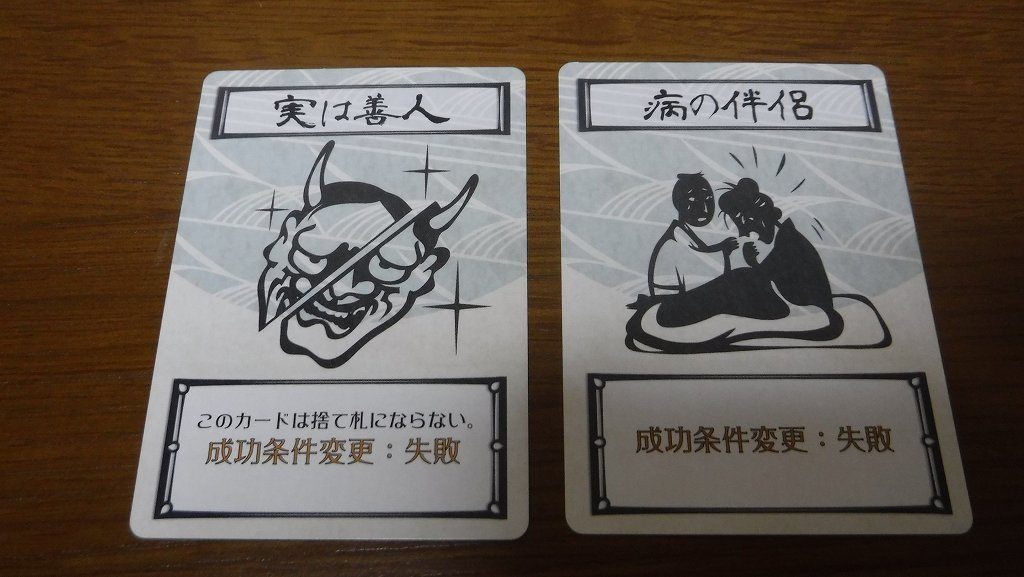 実は善人
このカードは捨て札にならない。
成功条件変更：失敗
病の伴侶
成功条件変更：失敗